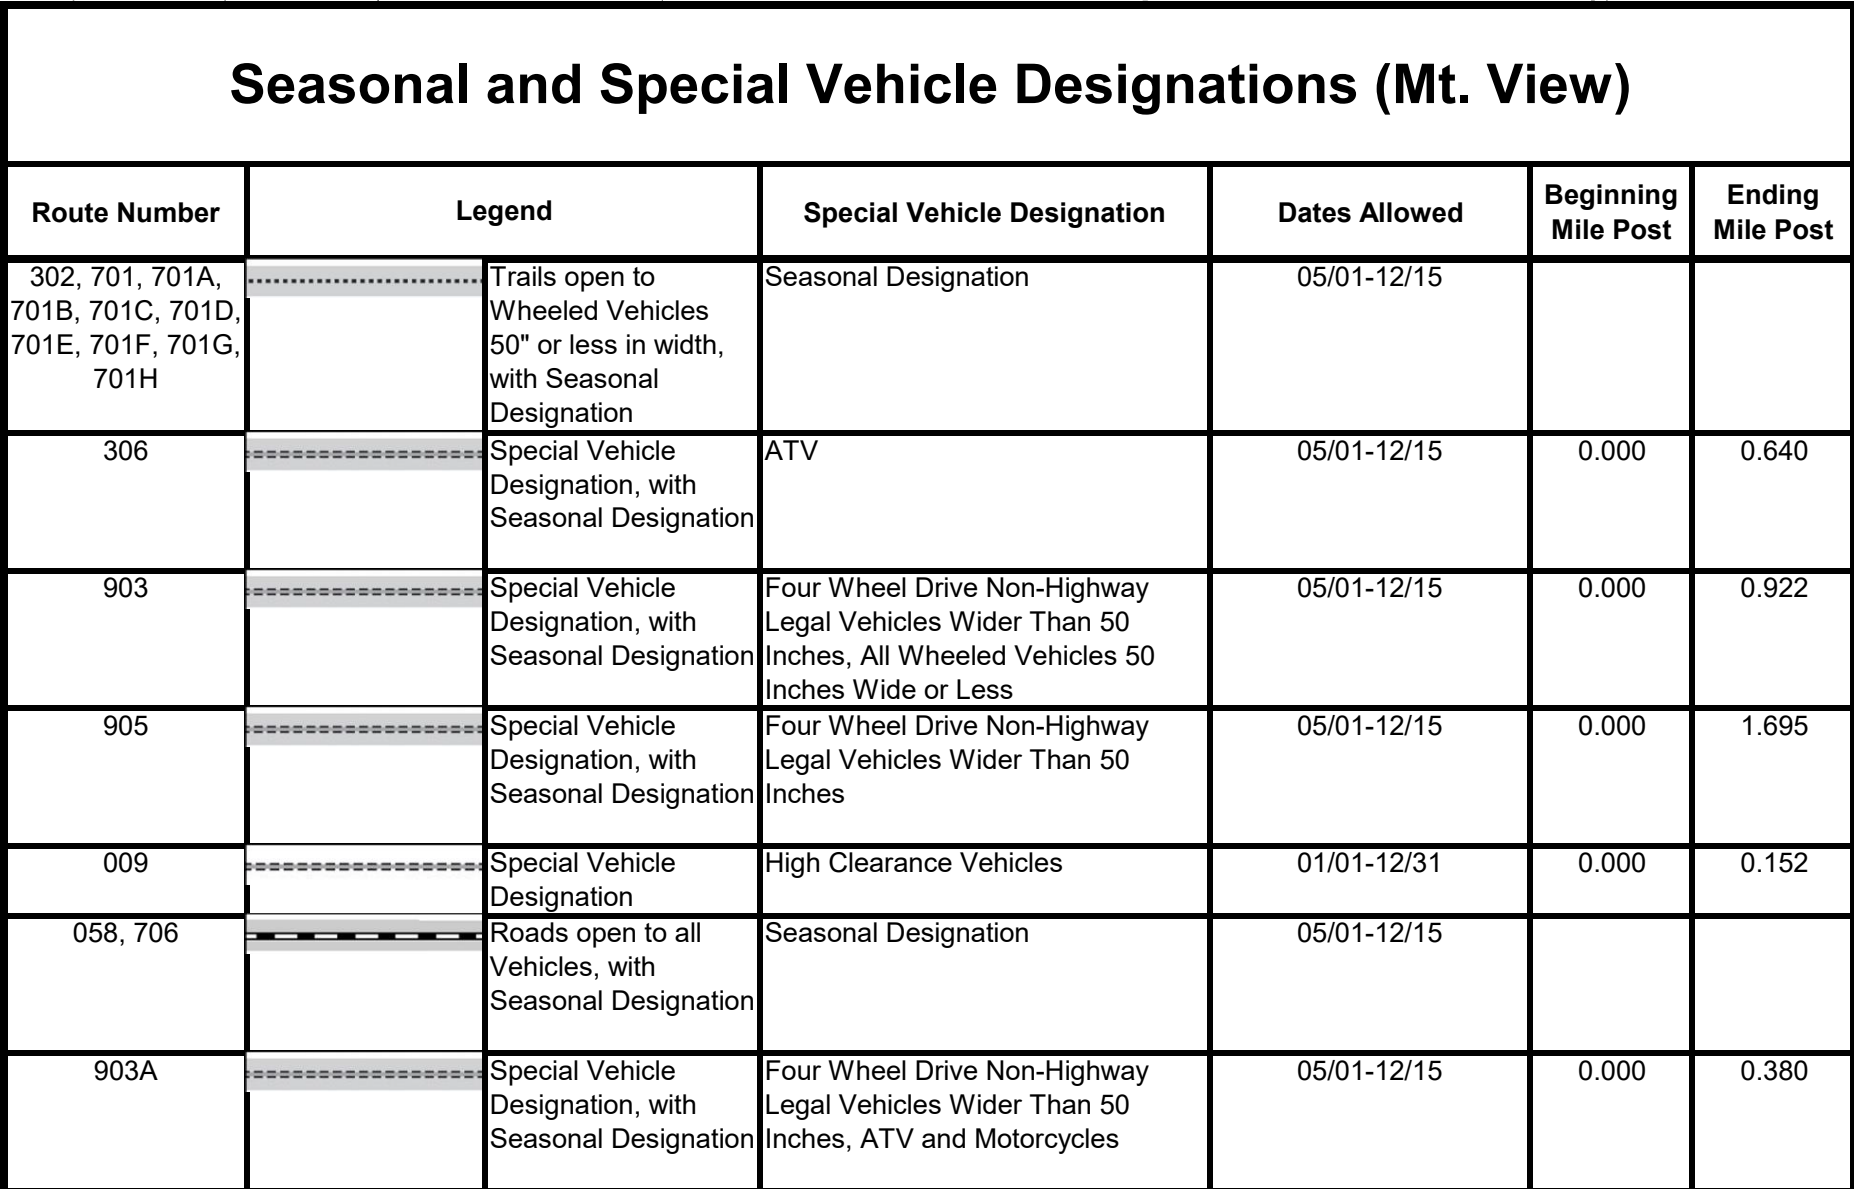 Seasonal and Special Vehicle Designations (Mt. View)
Route Number
Legend
Special Vehicle Designation
Dates Allowed
Beginning
Mile Post
Ending
Mile Post
302, 701, 701A,
701B, 701C, 701D,
701E, 701F, 701G,
701H
Trails open to
Wheeled Vehicles
50" or less in width,
with Seasonal
Designation
Seasonal Designation
05/01-12/15
306
Special Vehicle
Designation, with
Seasonal Designation
ATV
05/01-12/15
0.000
0.640
903
Special Vehicle
Designation, with
Seasonal Designation
Four Wheel Drive Non-Highway
Legal Vehicles Wider Than 50
Inches, All Wheeled Vehicles 50
Inches Wide or Less
05/01-12/15
0.000
0.922
905
Special Vehicle
Designation, with
Seasonal Designation
Four Wheel Drive Non-Highway
Legal Vehicles Wider Than 50
Inches
05/01-12/15
0.000
1.695
009
Special Vehicle
Designation
High Clearance Vehicles
01/01-12/31
0.000
0.152
058, 706
Roads open to all
Vehicles, with
Seasonal Designation
Seasonal Designation
05/01-12/15
903A
Special Vehicle
Designation, with
Seasonal Designation
Four Wheel Drive Non-Highway
Legal Vehicles Wider Than 50
Inches, ATV and Motorcycles
05/01-12/15
0.000
0.380